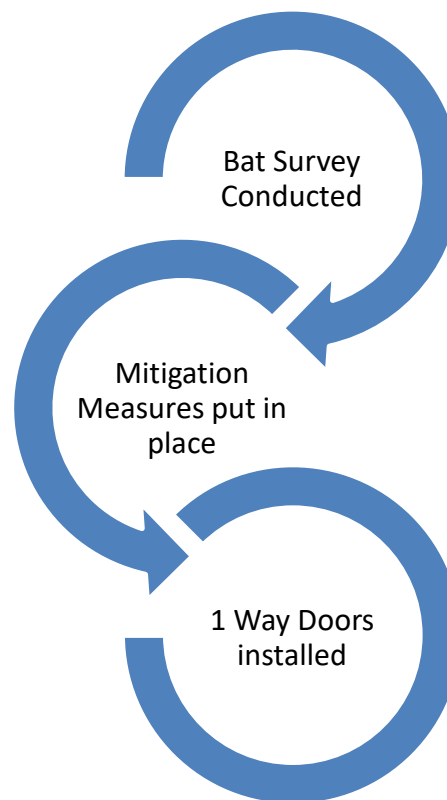 Bat Survey
Conducted
Mitigation
Measures put in
place
1 Way Doors
installed